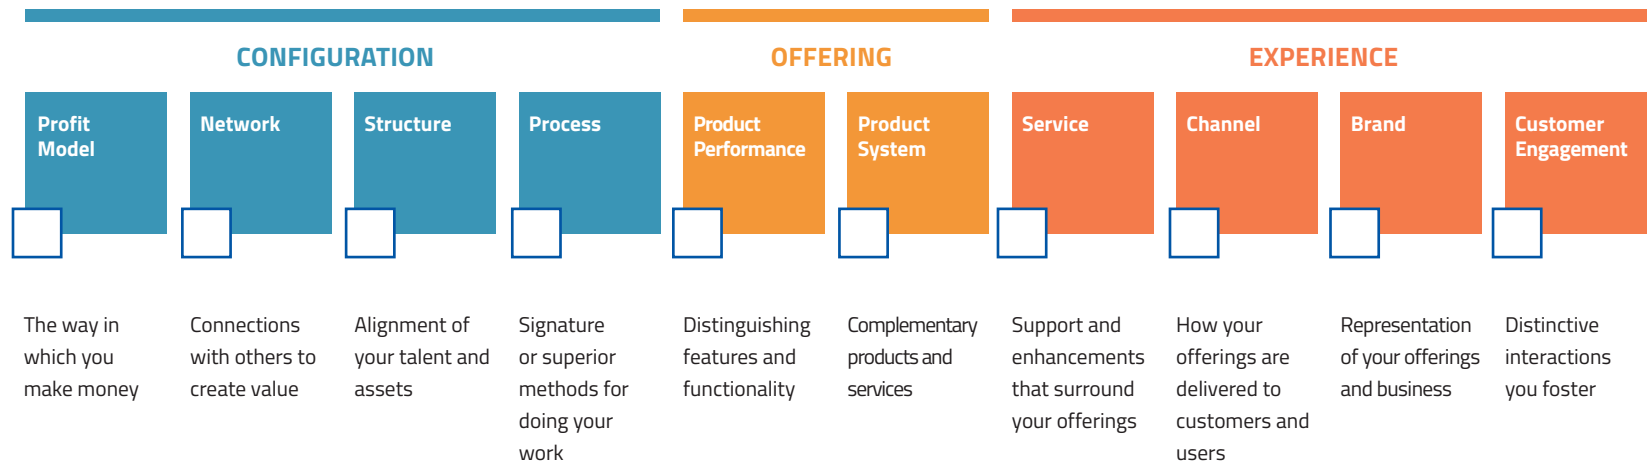 CONFIGURATION
OFFERING
EXPERIENCE
Profit
Model
Network
Structure
Process
Product
Performance
Product
System
Service
Channel
Brand
Customer
Engagement
The way in
which you
make money
Connections
with others to
create value
Alignment of
your talent and
assets
Signature
or superior
methods for
doing your
work
Distinguishing
features and
functionality
Complementary
products and
services
Support and
enhancements
that surround
your offerings
How your
offerings are
delivered to
customers and
users
Representation
of your offerings
and business
Distinctive
interactions
you foster